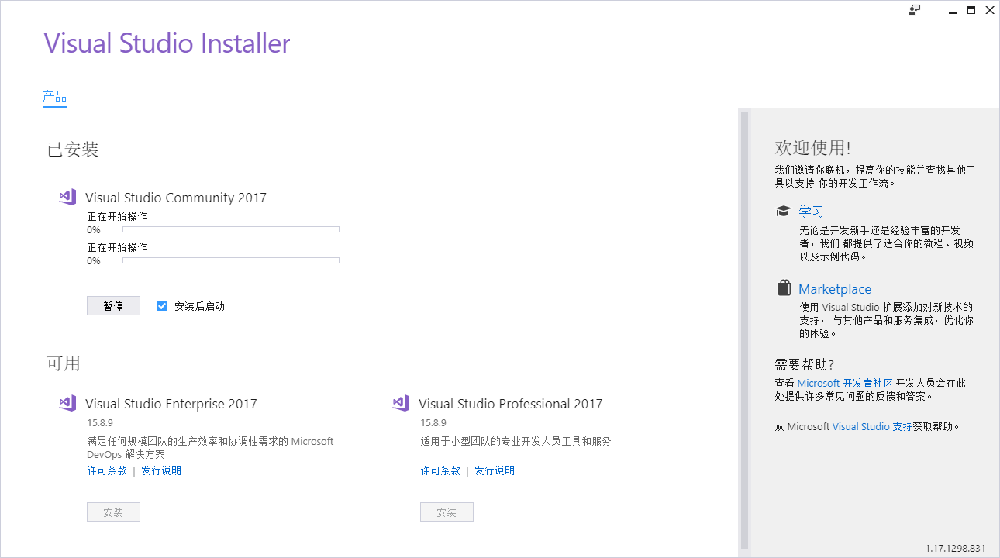 Visual Studio Installer
产品
已安装
Visual Studio Community 2017
正在开始操作
0%
正在开始操作
0%
暂停
安装后启动
可用
Visual Studio Enterprise 2017
15.8.9
满足任何规模团队的生产效率和协调性需求的 Microsoft
DevOps 解决方案
许可条款 | 发行说明
安装
Visual Studio Professional 2017
15.8.9
适用于小型团队的专业开发人员工具和服务
许可条款 | 发行说明
安装
欢迎使用!
我们邀请你联机，提高你的技能并查找其他工
具以支持 你的开发工作流。
学习
无论是开发新手还是经验丰富的开发
者，我们 都提供了适合你的教程、视频
以及示例代码。
Marketplace
使用 Visual Studio 扩展添加对新技术的
支持， 与其他产品和服务集成，优化你
的体验。
需要帮助?
查看 Microsoft 开发者社区 开发人员会在此
处提供许多常见问题的反馈和答案。
从 Microsoft Visual Studio 支持获取帮助。
1.17.1298.831